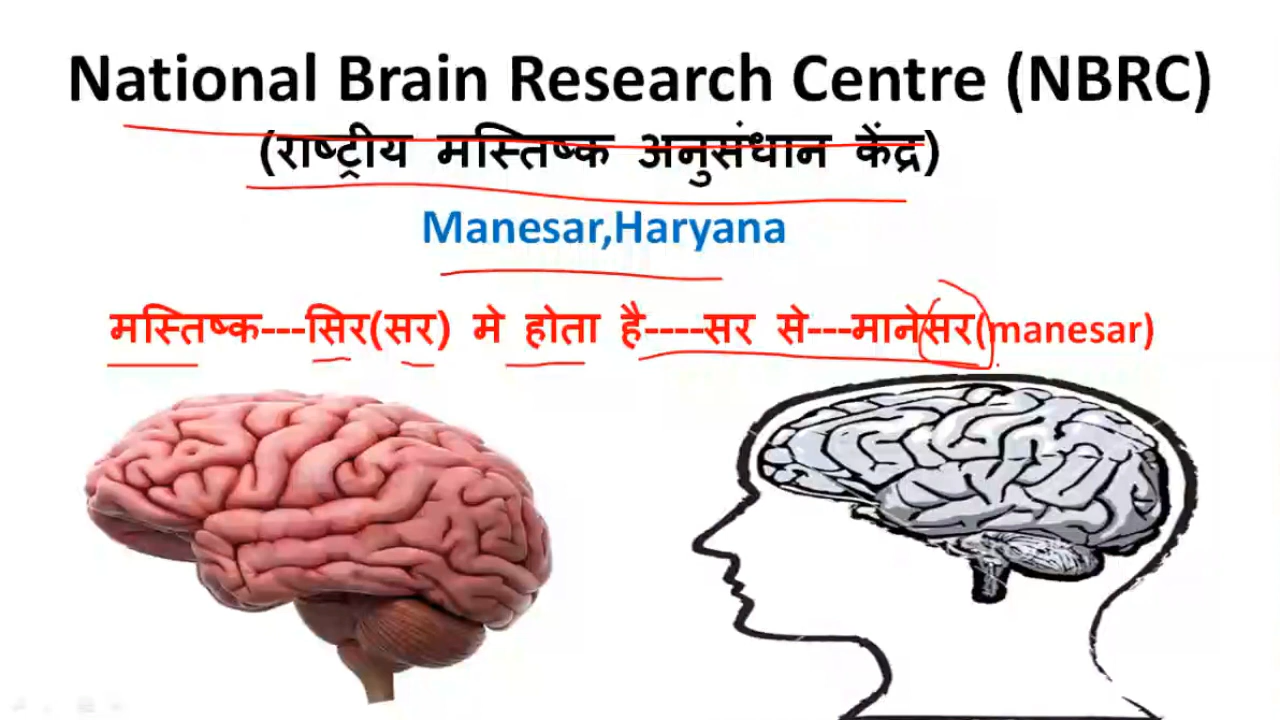 National Brain Research Centre (NBRC)
(राष्ट्रीय मस्तिष्क अनुसंधान केंद्र)
Manesar,Haryana
मस्तिष्क---सिर(सर) मे होता है----सर से---मानेसर(manesar)